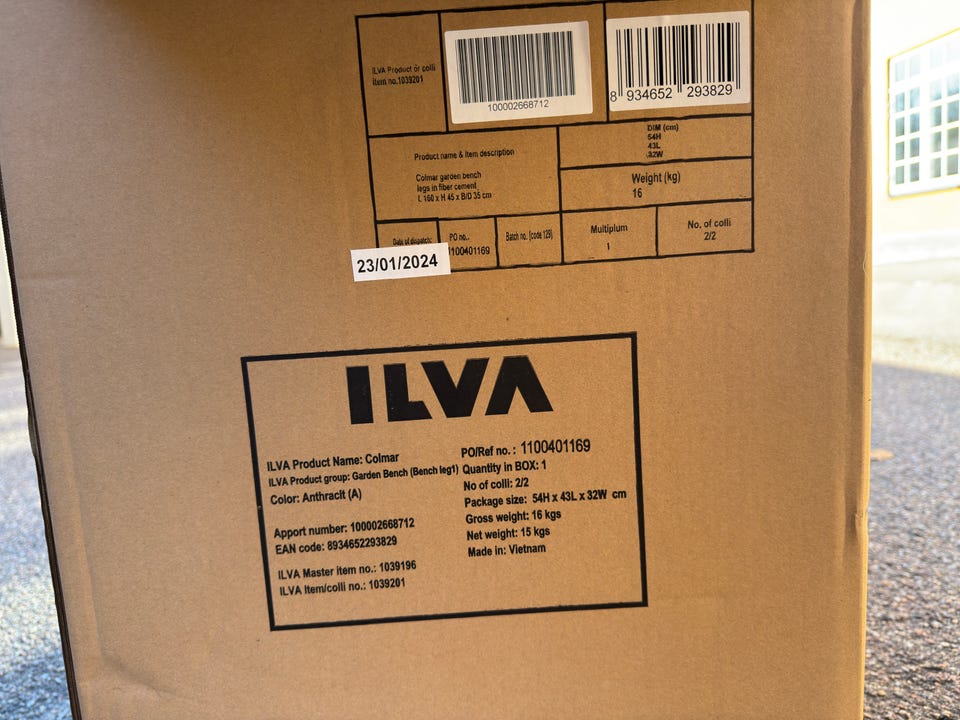 ILVA Product or colli
item no.1039201
100002668712
8 934652 293829
Product name & item description
Colmar garden bench
legs in fiber cement
L 160 x H 45 x B/D 35 cm
DIM (cm)
54H
43L
32W
Weight (kg)
16
Date of dispatch:
23/01/2024
PO no..
1100401169
Batch no. (code 129)
Multiplum
1
No. of colli
2/2
ILVA
ILVA Product Name: Colmar
ILVA Product group: Garden Bench (Bench leg1)
Color: Anthracit (A)
Apport number: 100002668712
EAN code: 8934652293829
ILVA Master item no.: 1039196
ILVA Item/colli no.: 1039201
PO/Ref no.: 1100401169
Quantity in BOX: 1
No of colli: 2/2
Package size: 54H x 43L x 32W cm
Gross weight: 16 kgs
Net weight: 15 kgs
Made in: Vietnam